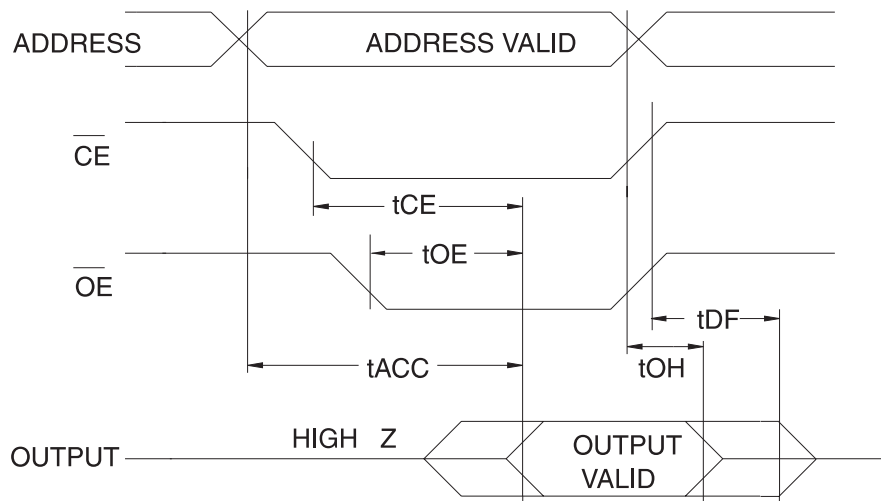 ADDRESS
ADDRESS VALID
CE
tCE
tOE
OE
tDF
tACC
tOH
HIGH Z
OUTPUT
OUTPUT
VALID